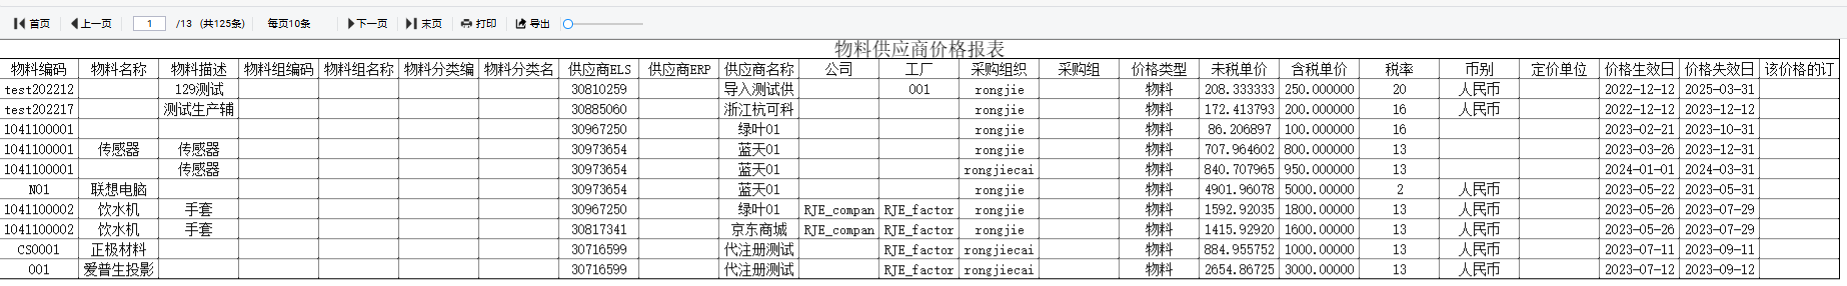 首页 上一页 1 /13 (共125条) 每页10条 下一页 末页 打印 导出
物料供应商价格报表
物料编码 物料名称 物料描述 物料组编码 物料组名称 物料分类编 物料分类名 供应商ELS 供应商ERP 供应商名称 公司 工厂 采购组织 采购组 价格类型 未税单价 含税单价 税率 币别 定价单位 价格生效日 价格失效日 该价格的订
test202212 129测试 30810259 导入测试供 001 rongjie 物料 208.333333 250.000000 20 人民币 2022-12-12 2025-03-31
test202217 测试生产辅 30885060 浙江杭可科 rongjie 物料 172.413793 200.000000 16 人民币 2022-12-12 2023-12-12
1041100001 30967250 绿叶01 rongjie 物料 86.206897 100.000000 16 2023-02-21 2023-10-31
1041100001 传感器 传感器 30973654 蓝天01 rongjie 物料 707.964602 800.000000 13 2023-03-26 2023-12-31
1041100001 传感器 30973654 蓝天01 rongjiecai 物料 840.707965 950.000000 13 2024-01-01 2024-03-31
N01 联想电脑 30973654 蓝天01 rongjie 物料 4901.96078 5000.00000 2 人民币 2023-05-22 2023-05-31
1041100002 饮水机 手套 30967250 绿叶01 RJE_compan RJE_factor rongjie 物料 1592.92035 1800.00000 13 人民币 2023-05-26 2023-07-29
1041100002 饮水机 手套 30817341 京东商城 RJE_compan RJE_factor rongjie 物料 1415.92920 1600.00000 13 人民币 2023-05-26 2023-07-29
CS0001 正极材料 30716599 代注册测试 RJE_factor rongjiecai 物料 884.955752 1000.00000 13 人民币 2023-07-11 2023-09-11
001 爱普生投影 30716599 代注册测试 RJE_factor rongjiecai 物料 2654.86725 3000.00000 13 人民币 2023-07-12 2023-09-12